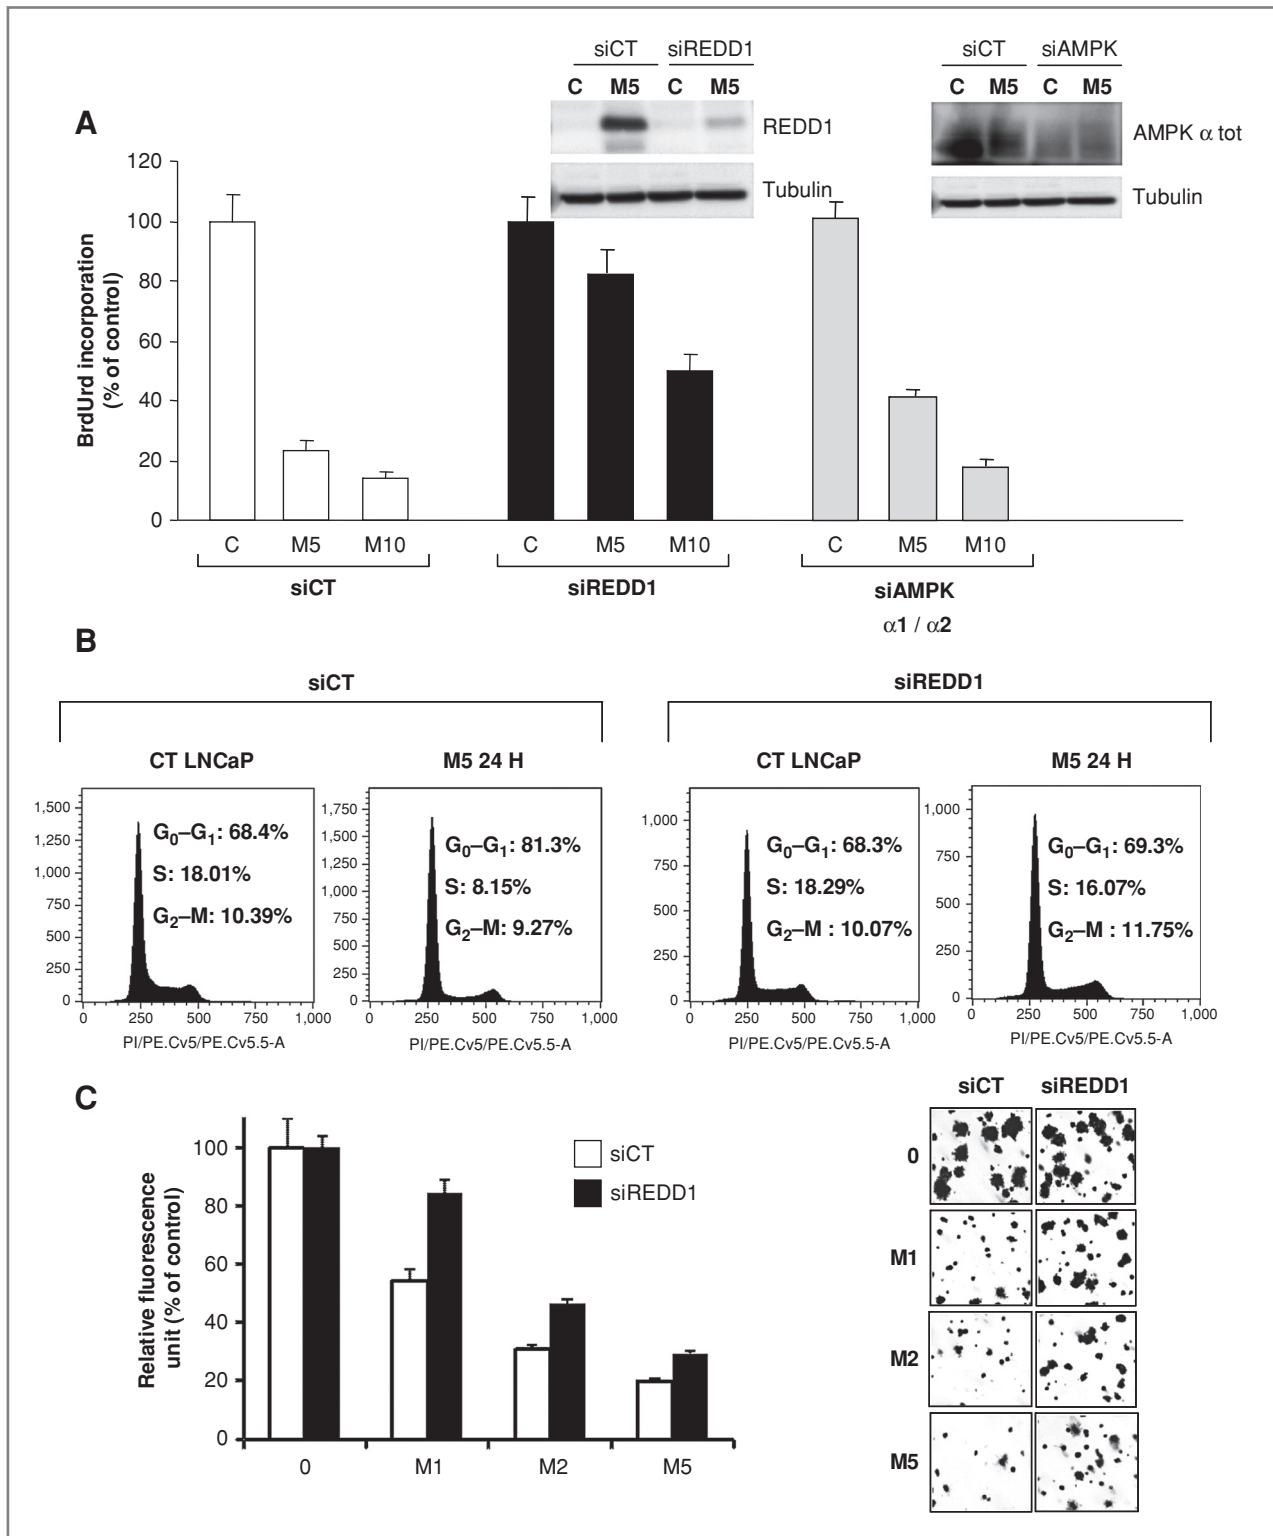 siCT siREDD1
C M5 C M5
REDD1
Tubulin
siCT siAMPK
C M5 C M5
AMPK α tot
Tubulin
A
BrdUrd incorporation
(% of control)
120
100
80
60
40
20
0
C M5 M10
siCT
C M5 M10
siREDD1
C M5 M10
siAMPK
α1 / α2
B
siCT
siREDD1
CT LNCaP
1,500
1,250
1,000
750
500
250
0
G0–G1: 68.4%
S: 18.01%
G2–M: 10.39%
0 250 500 750 1,000
PI/PE.Cv5/PE.Cv5.5-A
M5 24 H
1,750
1,500
1,250
1,000
750
500
250
0
G0–G1: 81.3%
S: 8.15%
G2–M: 9.27%
0 250 500 750 1,000
PI/PE.Cv5/PE.Cv5.5-A
CT LNCaP
1,000
750
500
250
0
G0–G1: 68.3%
S: 18.29%
G2–M : 10.07%
0 250 500 750 1,000
PI/PE.Cv5/PE.Cv5.5-A
M5 24 H
1,000
750
500
250
0
G0–G1: 69.3%
S: 16.07%
G2–M : 11.75%
0 250 500 750 1,000
PI/PE.Cv5/PE.Cv5.5-A
C
Relative fluorescence
unit (% of control)
100
80
60
40
20
0
0 M1 M2 M5
siCT
siREDD1
siCT siREDD1
0
M1
M2
M5